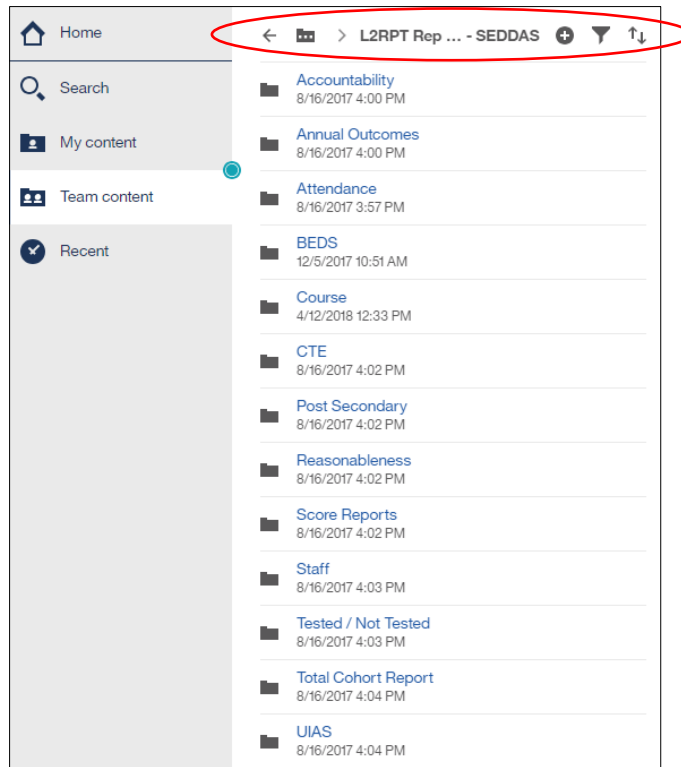 Home
Search
My content
Team content
Recent
> L2RPT Rep ... - SEDDAS
Accountability
8/16/2017 4:00 PM
Annual Outcomes
8/16/2017 4:00 PM
Attendance
8/16/2017 3:57 PM
BEDS
12/5/2017 10:51 AM
Course
4/12/2018 12:33 PM
CTE
8/16/2017 4:02 PM
Post Secondary
8/16/2017 4:02 PM
Reasonableness
8/16/2017 4:02 PM
Score Reports
8/16/2017 4:02 PM
Staff
8/16/2017 4:03 PM
Tested / Not Tested
8/16/2017 4:03 PM
Total Cohort Report
8/16/2017 4:04 PM
UIAS
8/16/2017 4:04 PM